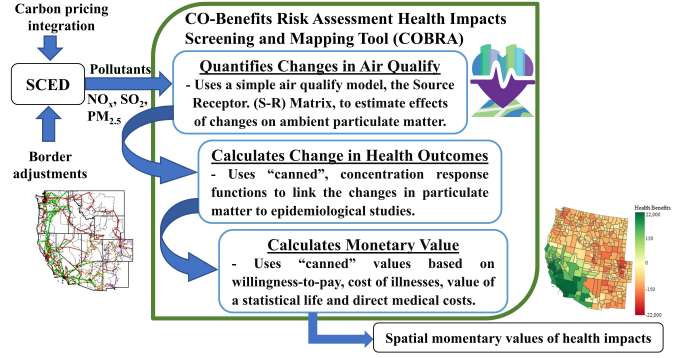 Carbon pricing
integration
SCED
Border
adjustments
Pollutants
NOx, SO2,
PM2.5
CO-Benefits Risk Assessment Health Impacts
Screening and Mapping Tool (COBRA)
Quantifies Changes in Air Qualify
- Uses a simple air qualify model, the Source
Receptor. (S-R) Matrix, to estimate effects
of changes on ambient particulate matter.
Calculates Change in Health Outcomes
- Uses “canned”, concentration response
functions to link the changes in particulate
matter to epidemiological studies.
Calculates Monetary Value
- Uses “canned” values based on
willingness-to-pay, cost of illnesses, value of
a statistical life and direct medical costs.
Spatial momentary values of health impacts
Health Benefits
22,000
150
0
-150
-22,000